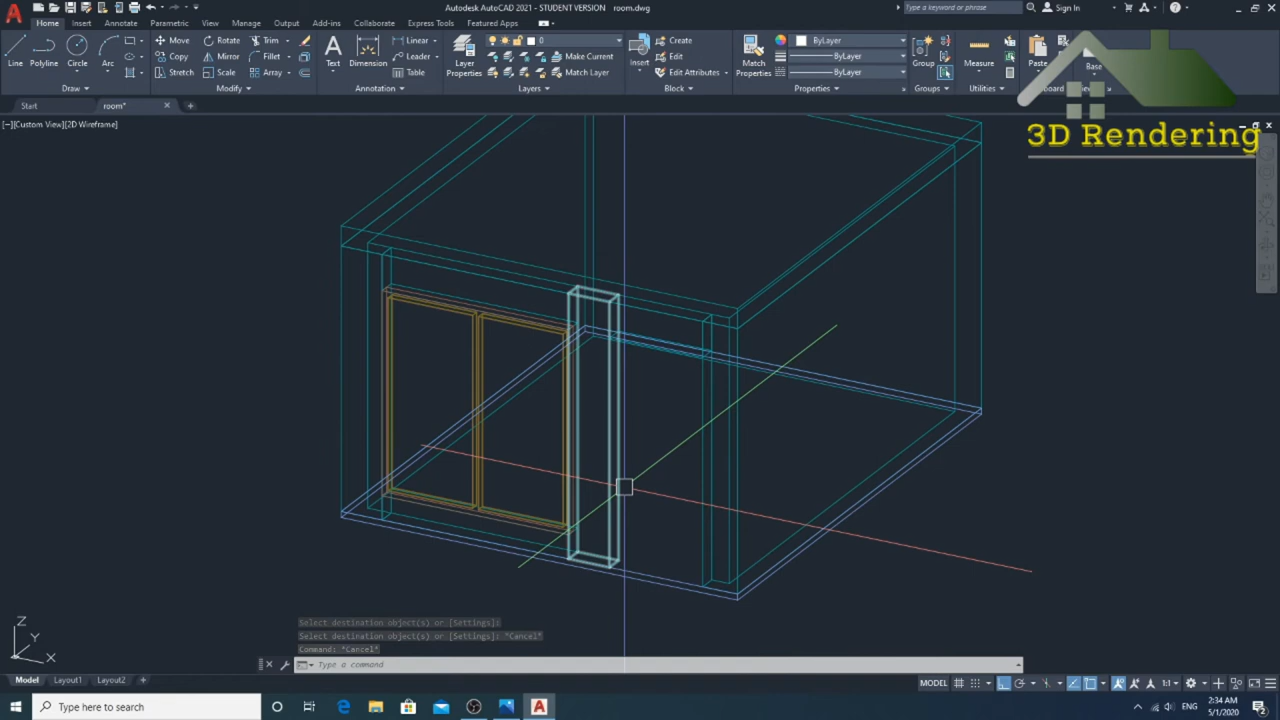 Autodesk AutoCAD 2021 - STUDENT VERSION room.dwg
Type a keyword or phrase
Sign In
Home Insert Annotate Parametric View Manage Output Add-ins Collaborate Express Tools Featured Apps
Line Polyline Circle Arc
Move Rotate Trim
Copy Mirror Fillet
Stretch Scale Array
Text Dimension
Linear
Leader
Table
Layer Properties
0
Make Current
Match Layer
Insert
Create
Edit
Edit Attributes
Match Properties
ByLayer
ByLayer
ByLayer
Group
Measure
Paste
Base
Draw Modify Annotation Layers Block Properties Groups Utilities
Start room*
[−][Custom View][2D Wireframe]
3D Rendering
Z
Y
X
Select destination object(s) or [Settings]:
Select destination object(s) or [Settings]: *Cancel*
Command: *Cancel*
Type a command
Model Layout1 Layout2
MODEL
1:1
Type here to search
ENG
2:34 AM
5/1/2020
2